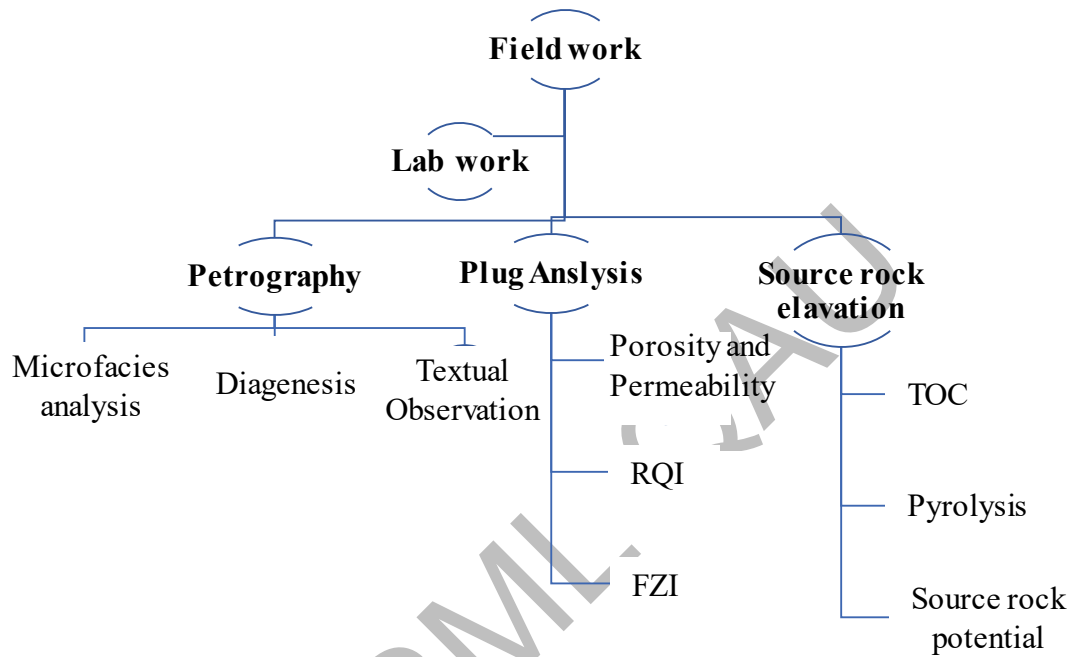 Field work
Lab work
Petrography
Plug Anslysis
Source rock
elavation
Microfacies
analysis
Diagenesis
Textual
Observation
Porosity and
Permeability
RQI
FZI
TOC
Pyrolysis
Source rock
potential